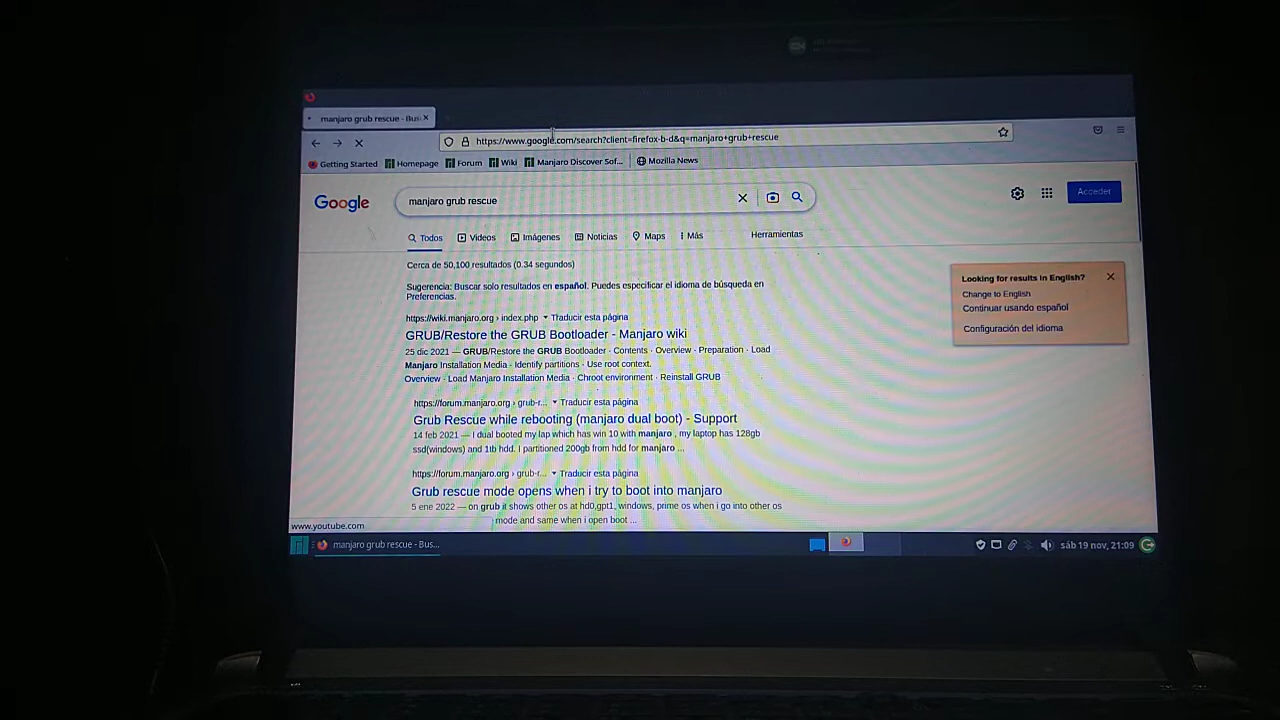 manjaro grub rescue - Bus
https://www.google.com/search?client=firefox-b-d&q=manjaro+grub+rescue
Getting Started Homepage Forum Wiki Manjaro Discover Sof... Mozilla News
Google
manjaro grub rescue
Acceder
Todos Videos Imágenes Noticias Maps Más Herramientas
Cerca de 50,100 resultados (0.34 segundos)
Sugerencia: Buscar solo resultados en español. Puedes especificar el idioma de búsqueda en
Preferencias.
Looking for results in English?
Change to English
Continuar usando español
Configuración del idioma
https://wiki.manjaro.org › index.php Traducir esta página
GRUB/Restore the GRUB Bootloader - Manjaro wiki
25 dic 2021 — GRUB/Restore the GRUB Bootloader · Contents · Overview · Preparation · Load
Manjaro Installation Media · Identify partitions · Use root context.
Overview · Load Manjaro Installation Media · Chroot environment · Reinstall GRUB
https://forum.manjaro.org › grub-r... Traducir esta página
Grub Rescue while rebooting (manjaro dual boot) - Support
14 feb 2021 — I dual booted my lap which has win 10 with manjaro , my laptop has 128gb
ssd(windows) and 1tb hdd. I partitioned 200gb from hdd for manjaro ...
https://forum.manjaro.org › grub-r... Traducir esta página
Grub rescue mode opens when i try to boot into manjaro
5 ene 2022 — on grub it shows other os at hd0,gpt1, windows, prime os when i go into other os
mode and same when i open boot ...
www.youtube.com
manjaro grub rescue - Bus...
sáb 19 nov, 21:09